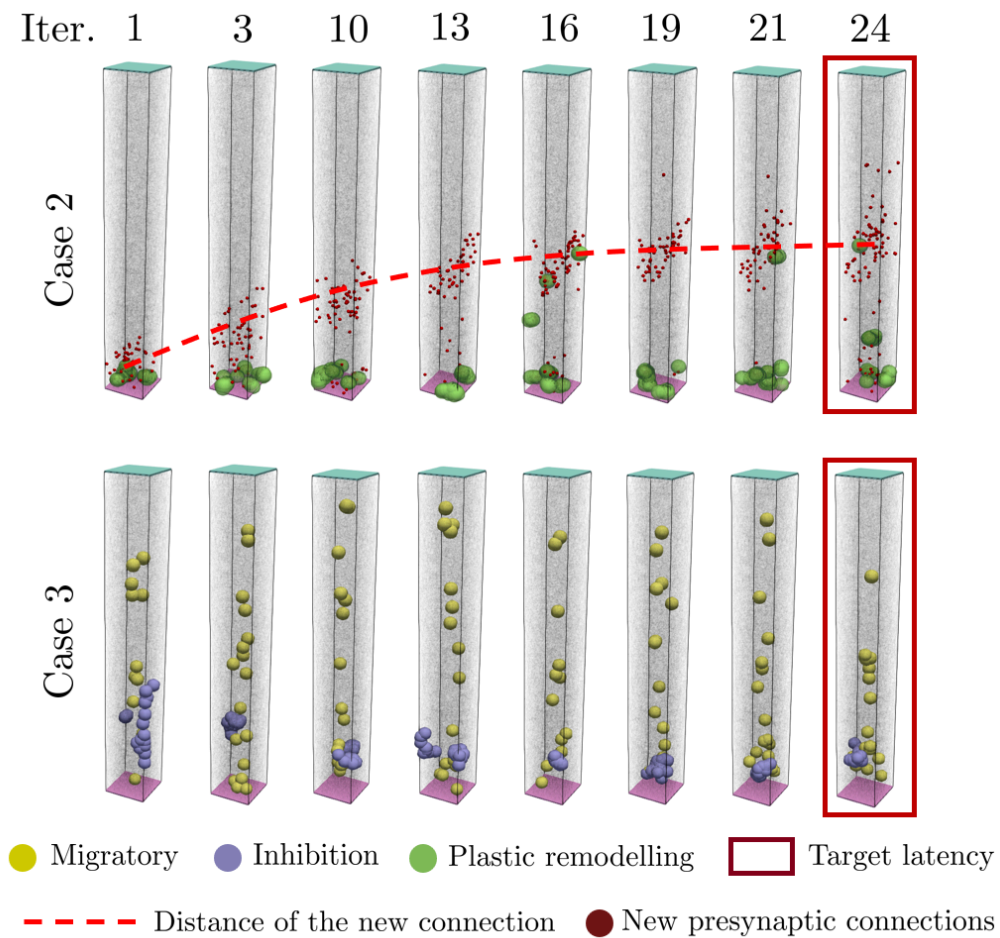 Iter. 1 3 10 13 16 19 21 24
Case 2
Case 3
Migratory Inhibition Plastic remodelling Target latency
Distance of the new connection New presynaptic connections